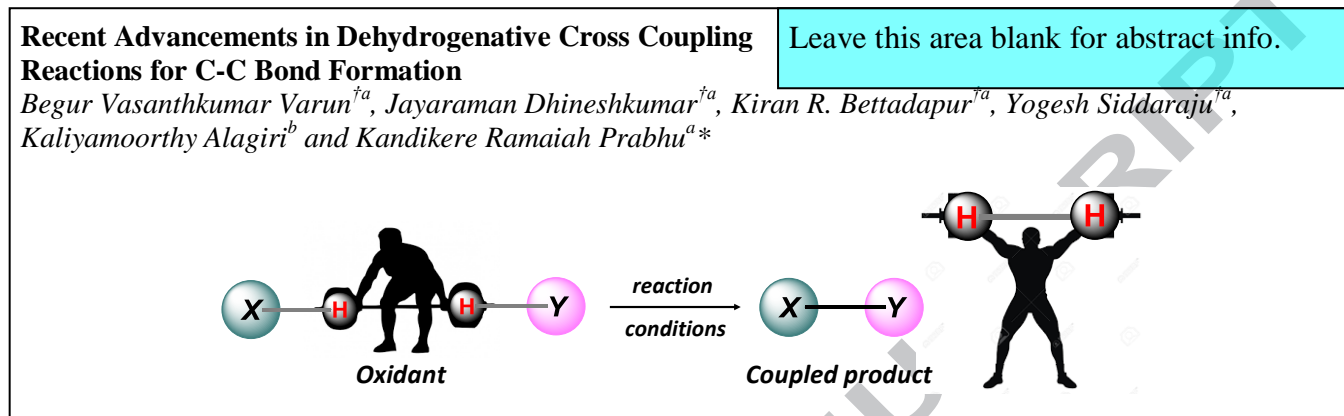 Recent Advancements in Dehydrogenative Cross Coupling
Reactions for C-C Bond Formation
Leave this area blank for abstract info.
Begur Vasanthkumar Varun†a, Jayaraman Dhineshkumar†a, Kiran R. Bettadapur†a, Yogesh Siddaraju†a,
Kaliyamoorthy Alagirib and Kandikere Ramaiah Prabhua*
H H
X H H Y
reaction
conditions
X Y
Oxidant
Coupled product
RIPT